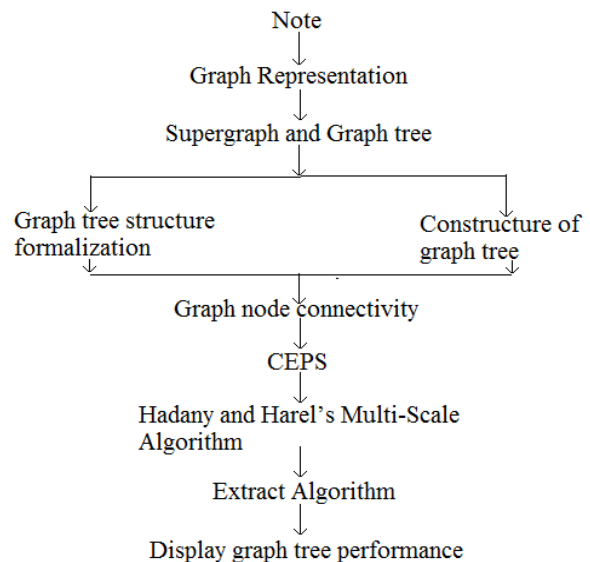 Note
Graph Representation
Supergraph and Graph tree
Graph tree structure
formalization
Constructure of
graph tree
Graph node connectivity
CEPS
Hadany and Harel's Multi-Scale
Algorithm
Extract Algorithm
Display graph tree performance